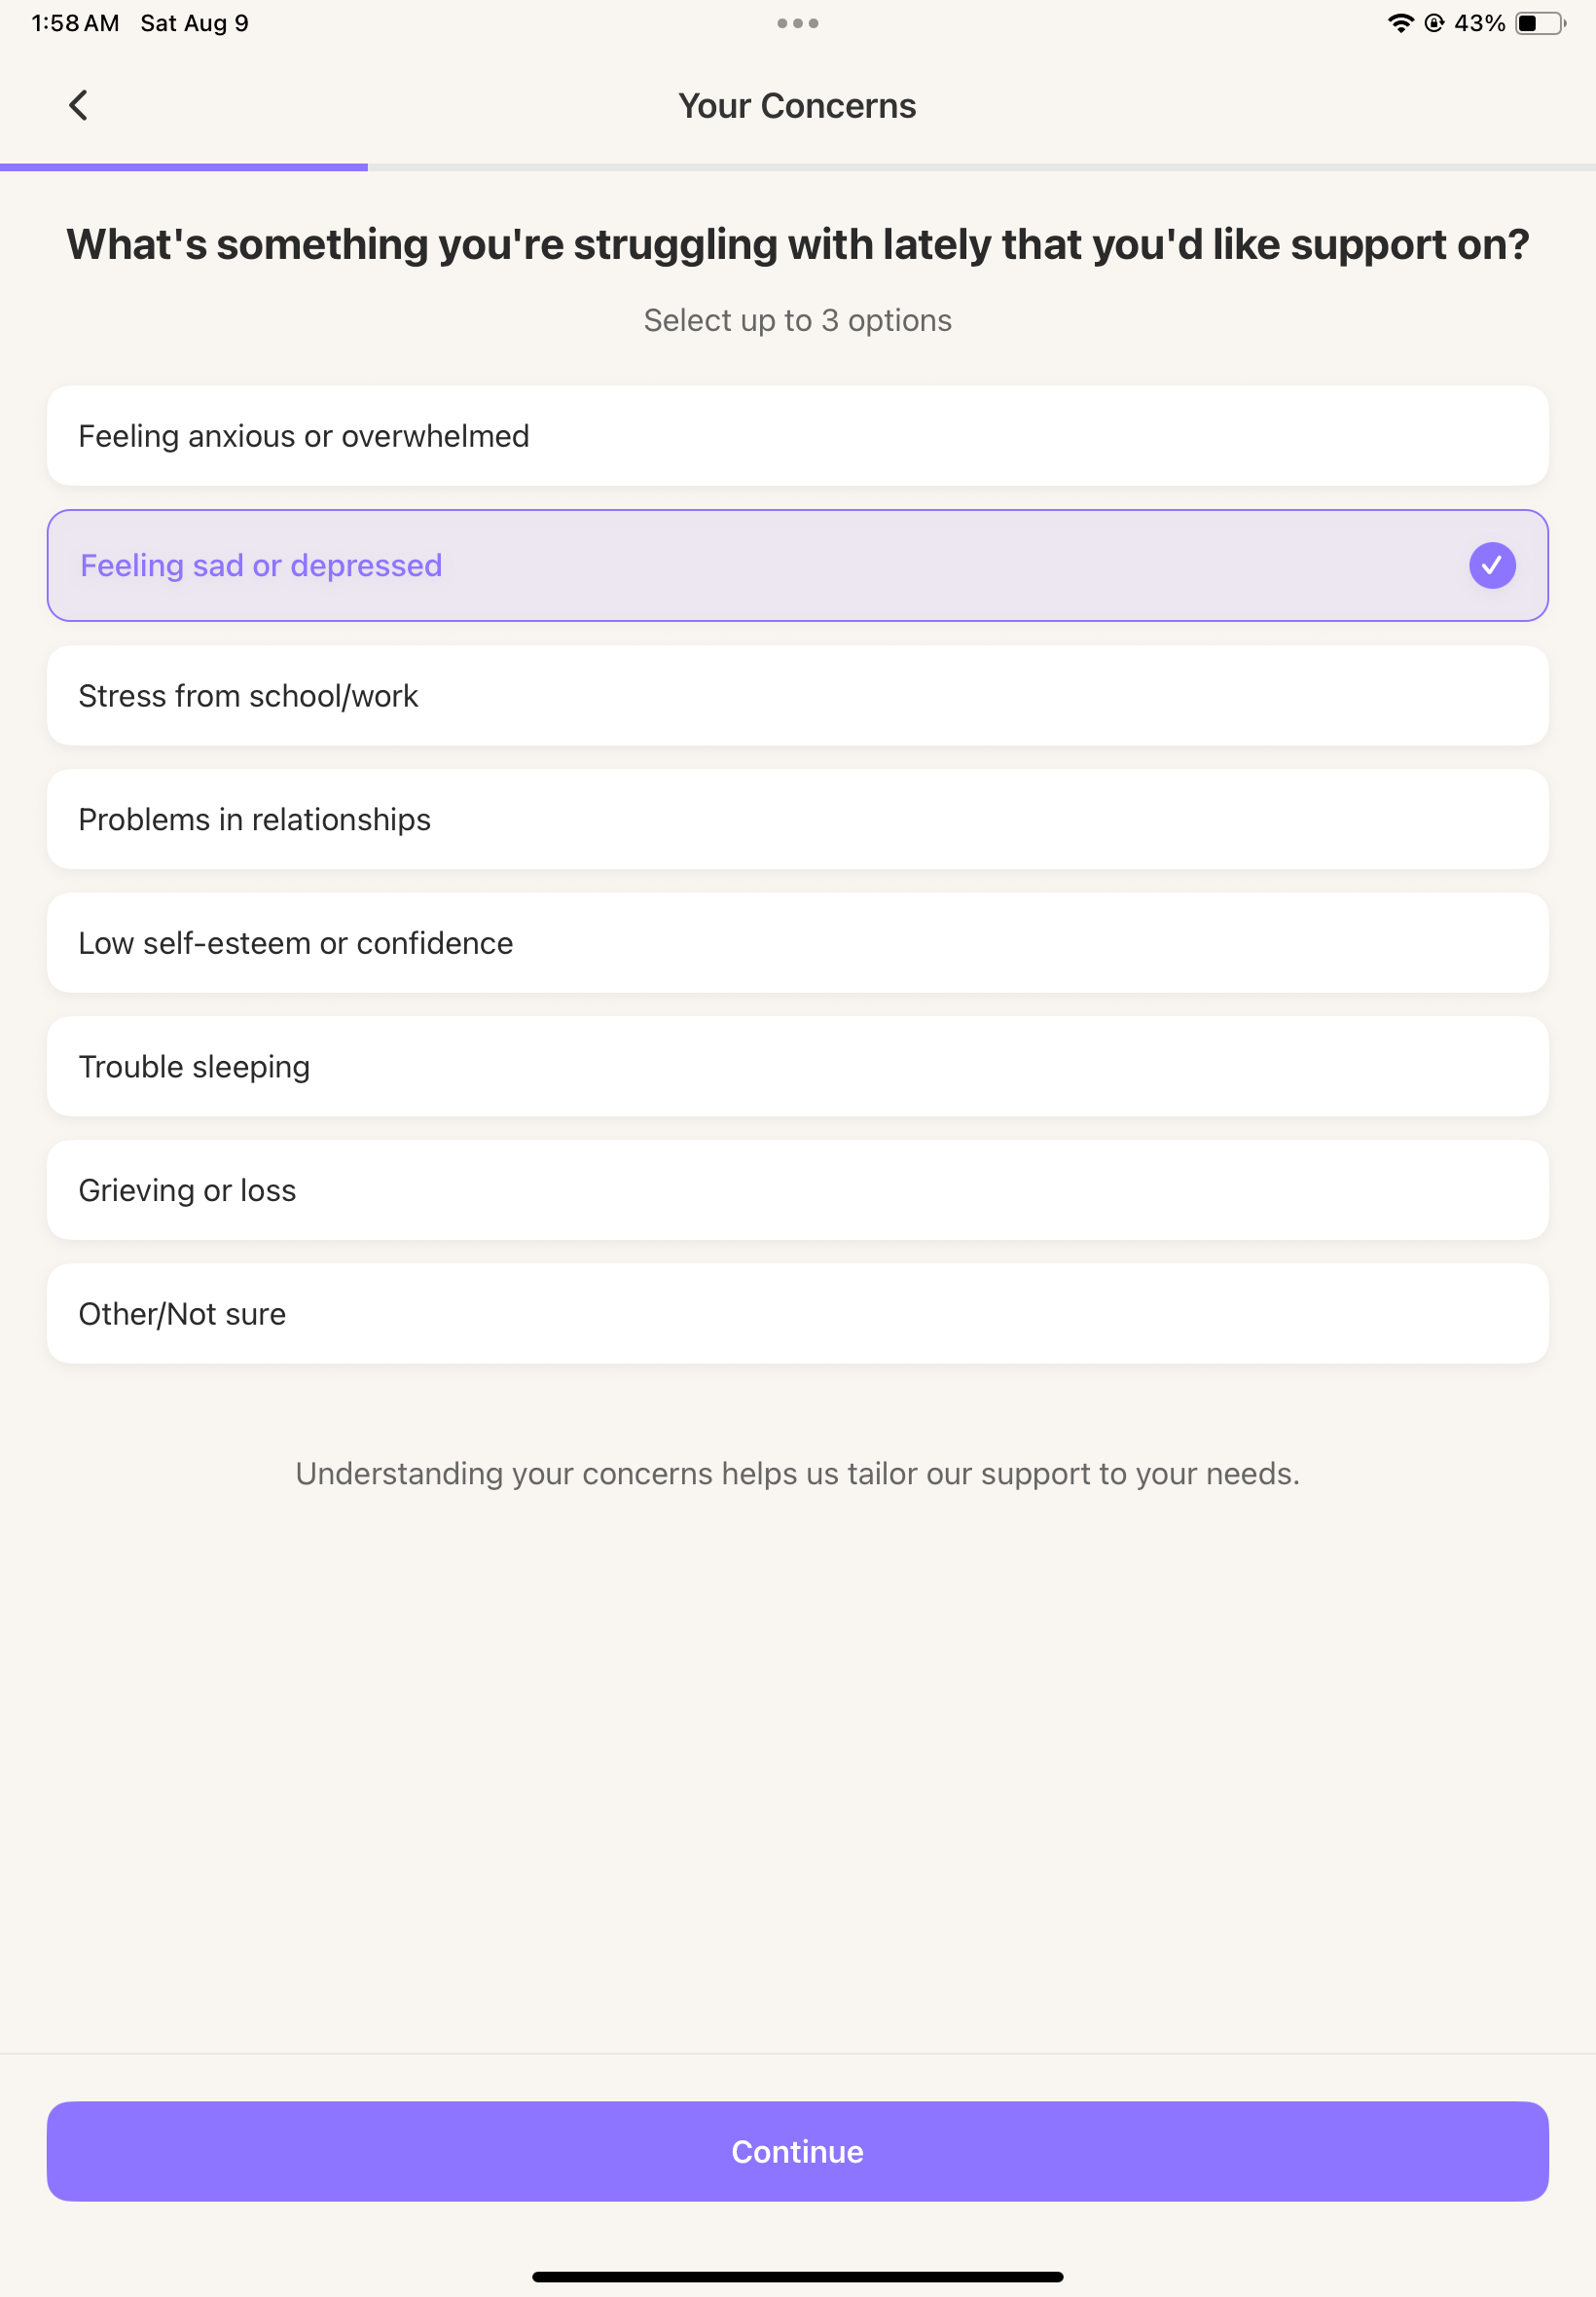 1:58 AM Sat Aug 9 43%
Your Concerns
What's something you're struggling with lately that you'd like support on?
Select up to 3 options
Feeling anxious or overwhelmed
Feeling sad or depressed
Stress from school/work
Problems in relationships
Low self-esteem or confidence
Trouble sleeping
Grieving or loss
Other/Not sure
Understanding your concerns helps us tailor our support to your needs.
Continue